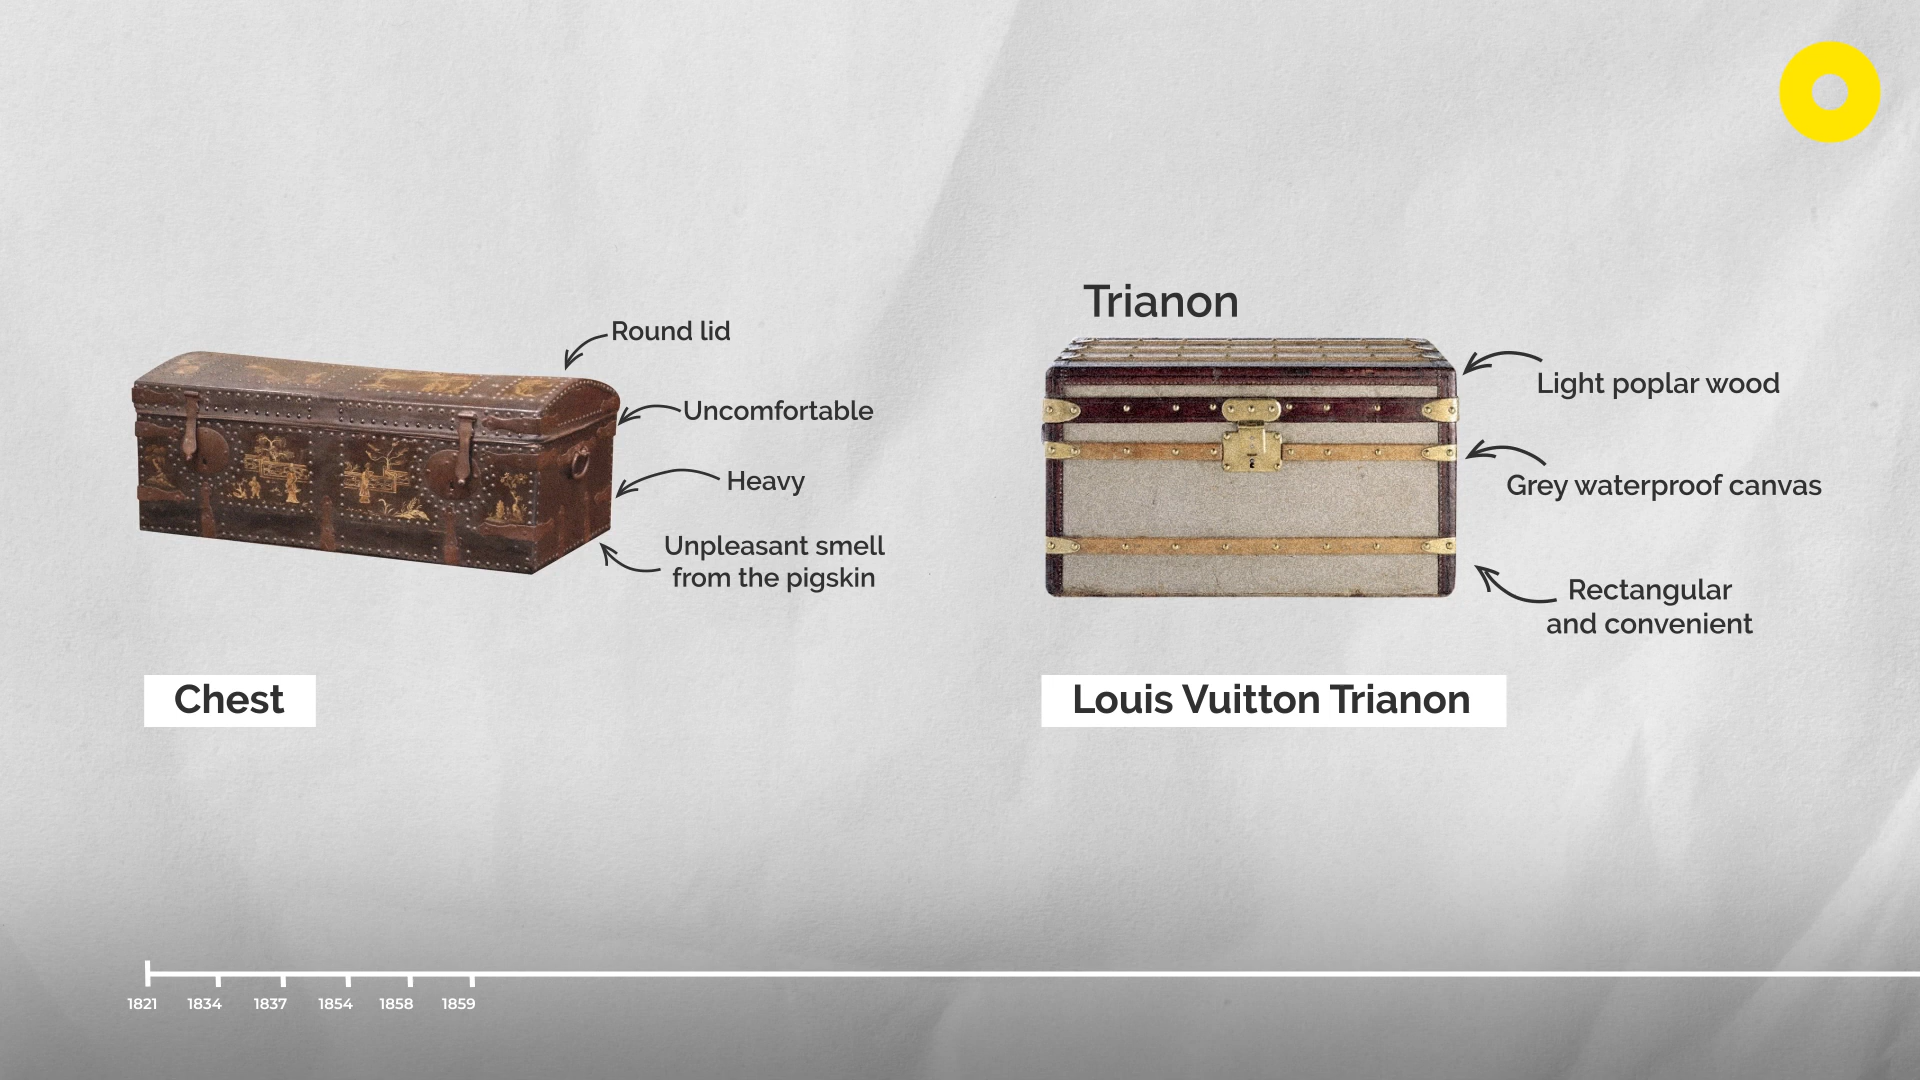 Trianon
Round lid
Uncomfortable
Heavy
Unpleasant smell
from the pigskin
Light poplar wood
Grey waterproof canvas
Rectangular
and convenient
Chest
Louis Vuitton Trianon
1821 1834 1837 1854 1858 1859